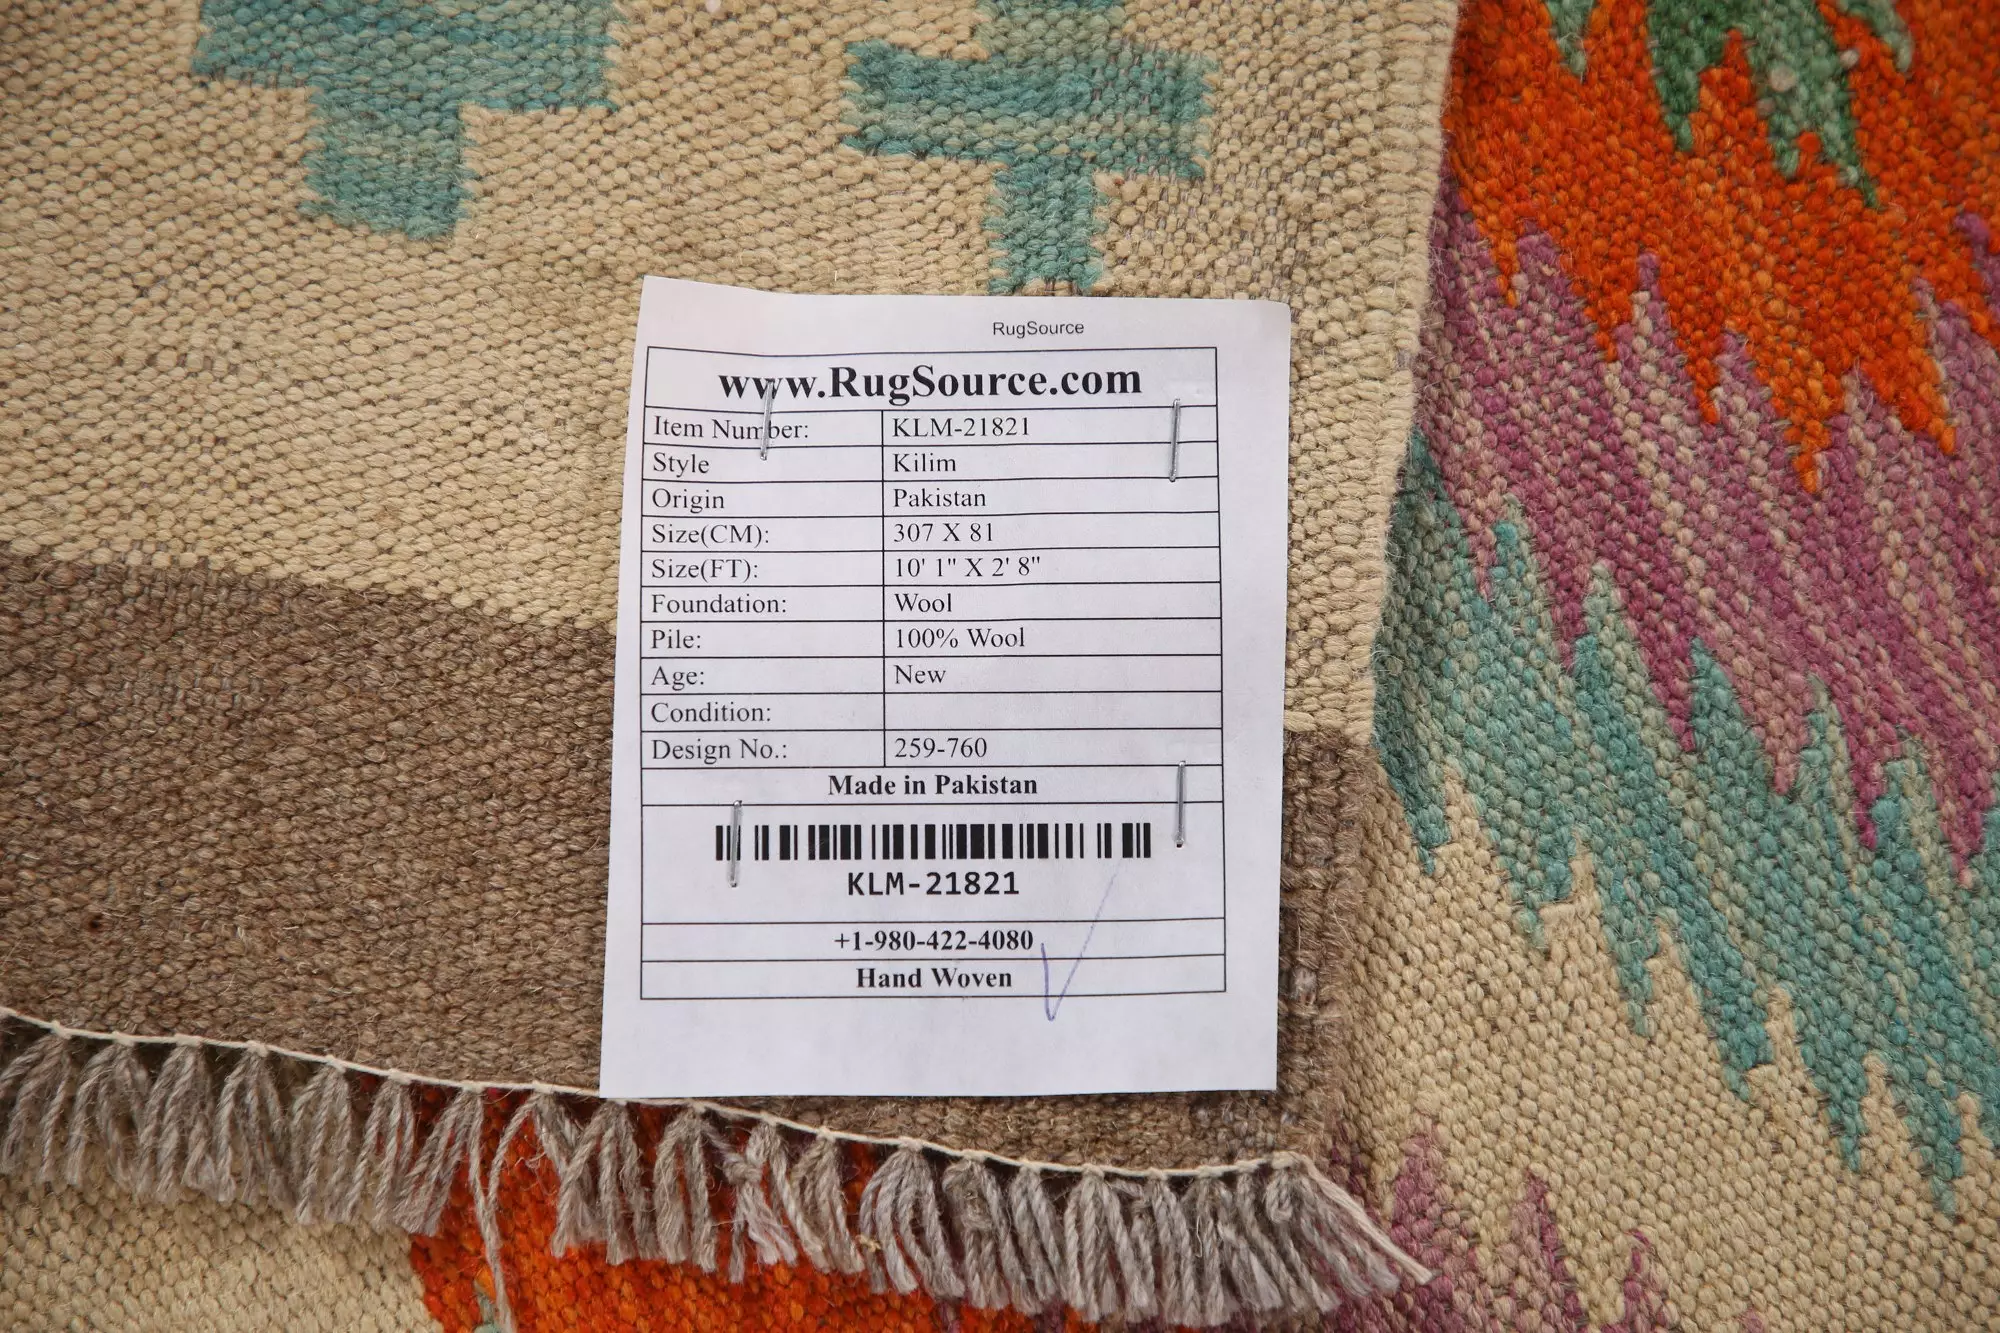 RugSource
www.RugSource.com
Item Number: KLM-21821
Style Kilim
Origin Pakistan
Size(CM): 307 X 81
Size(FT): 10' 1" X 2' 8"
Foundation: Wool
Pile: 100% Wool
Age: New
Condition:
Design No.: 259-760
Made in Pakistan
KLM-21821
+1-980-422-4080
Hand Woven